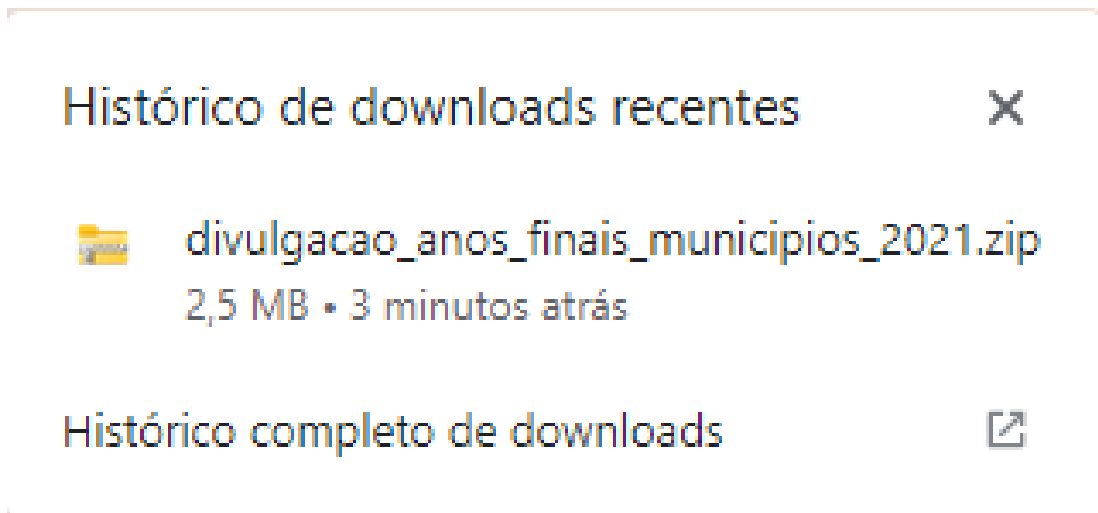 Histórico de downloads recentes
divulgacao_anos_finais_municipios_2021.zip
2,5 MB • 3 minutos atrás
Histórico completo de downloads